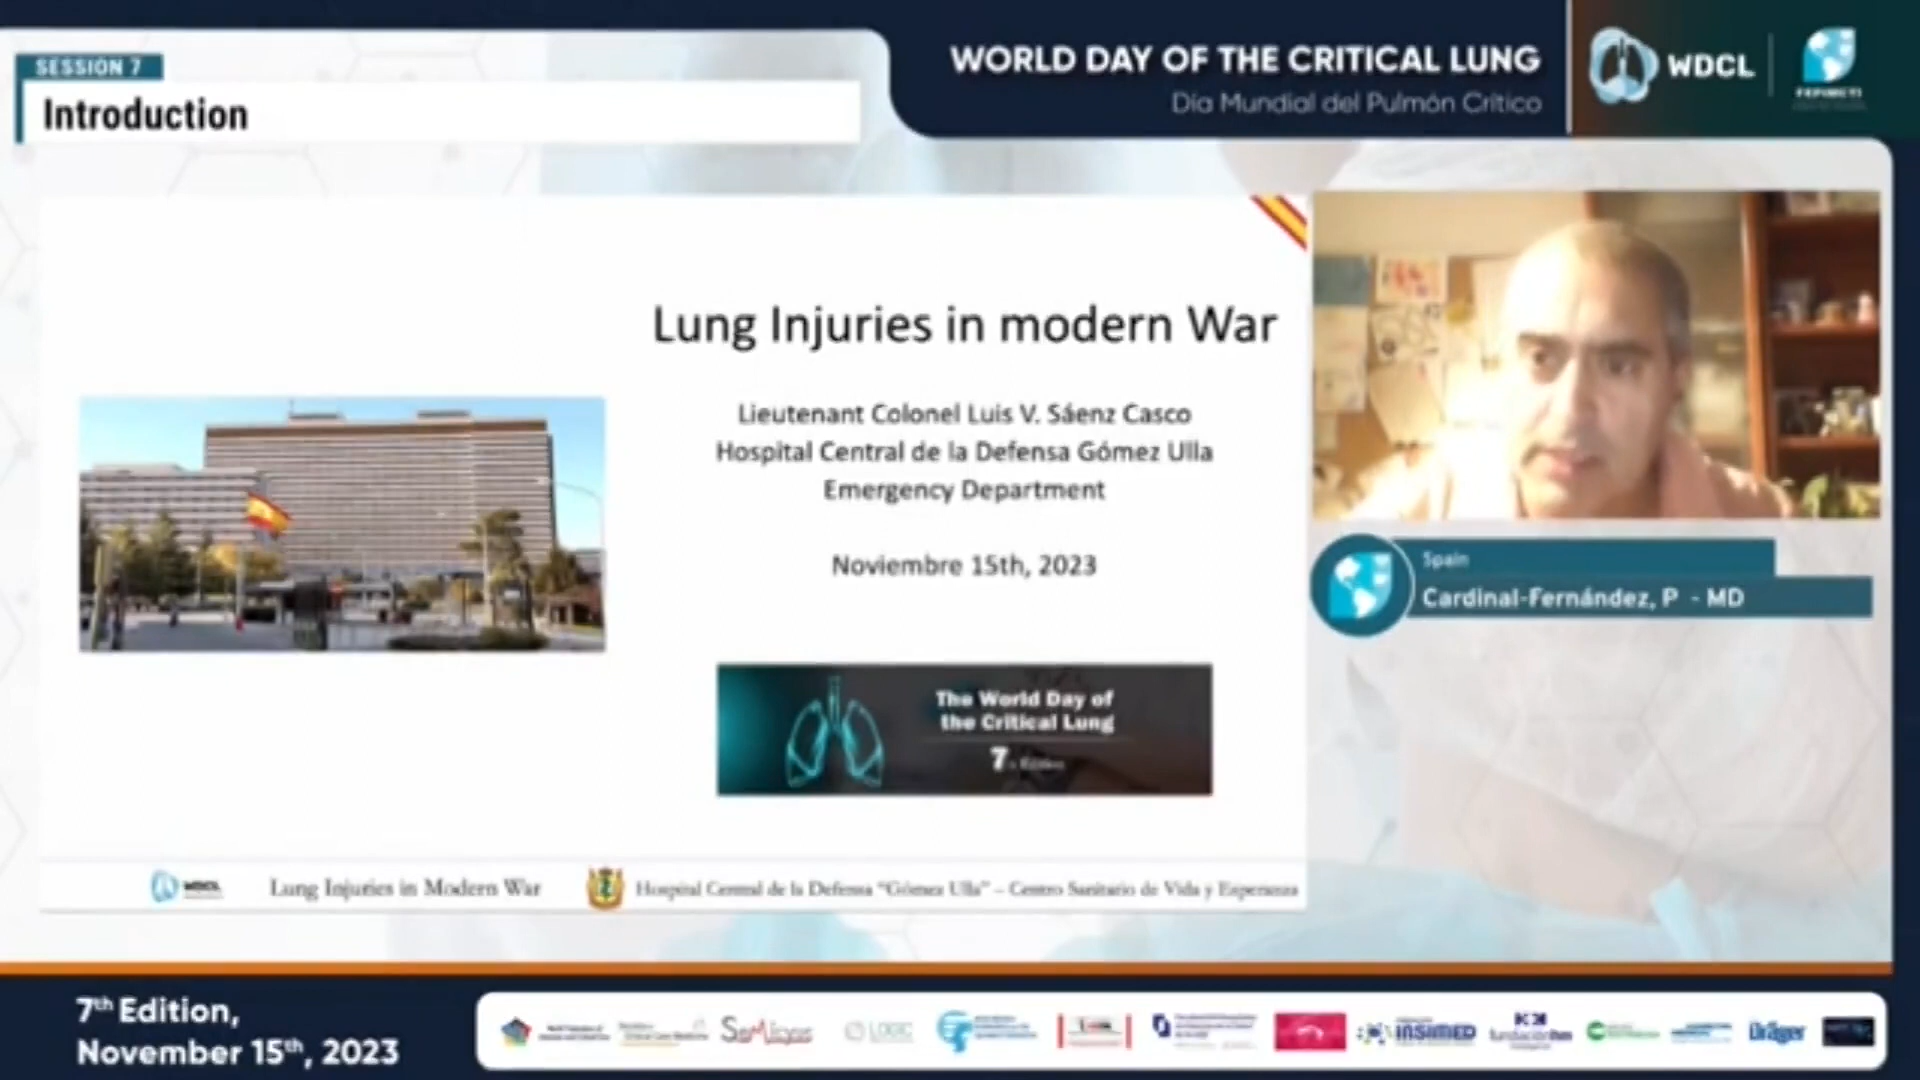 SESSION 7
Introduction
WORLD DAY OF THE CRITICAL LUNG
Día Mundial del Pulmón Crítico
WDCL
FEPIMCTI
Lung Injuries in modern War
Lieutenant Colonel Luis V. Sáenz Casco
Hospital Central de la Defensa Gómez Ulla
Emergency Department
Noviembre 15th, 2023
The World Day of
the Critical Lung
7
WDCL
Lung Injuries in Modern War
Hospital Central de la Defensa "Gómez Ulla" – Centro Sanitario de Vida y Esperanza
Spain
Cardinal-Fernández, P - MD
7th Edition,
November 15th, 2023
LOGIC
INSIMED
Dräger